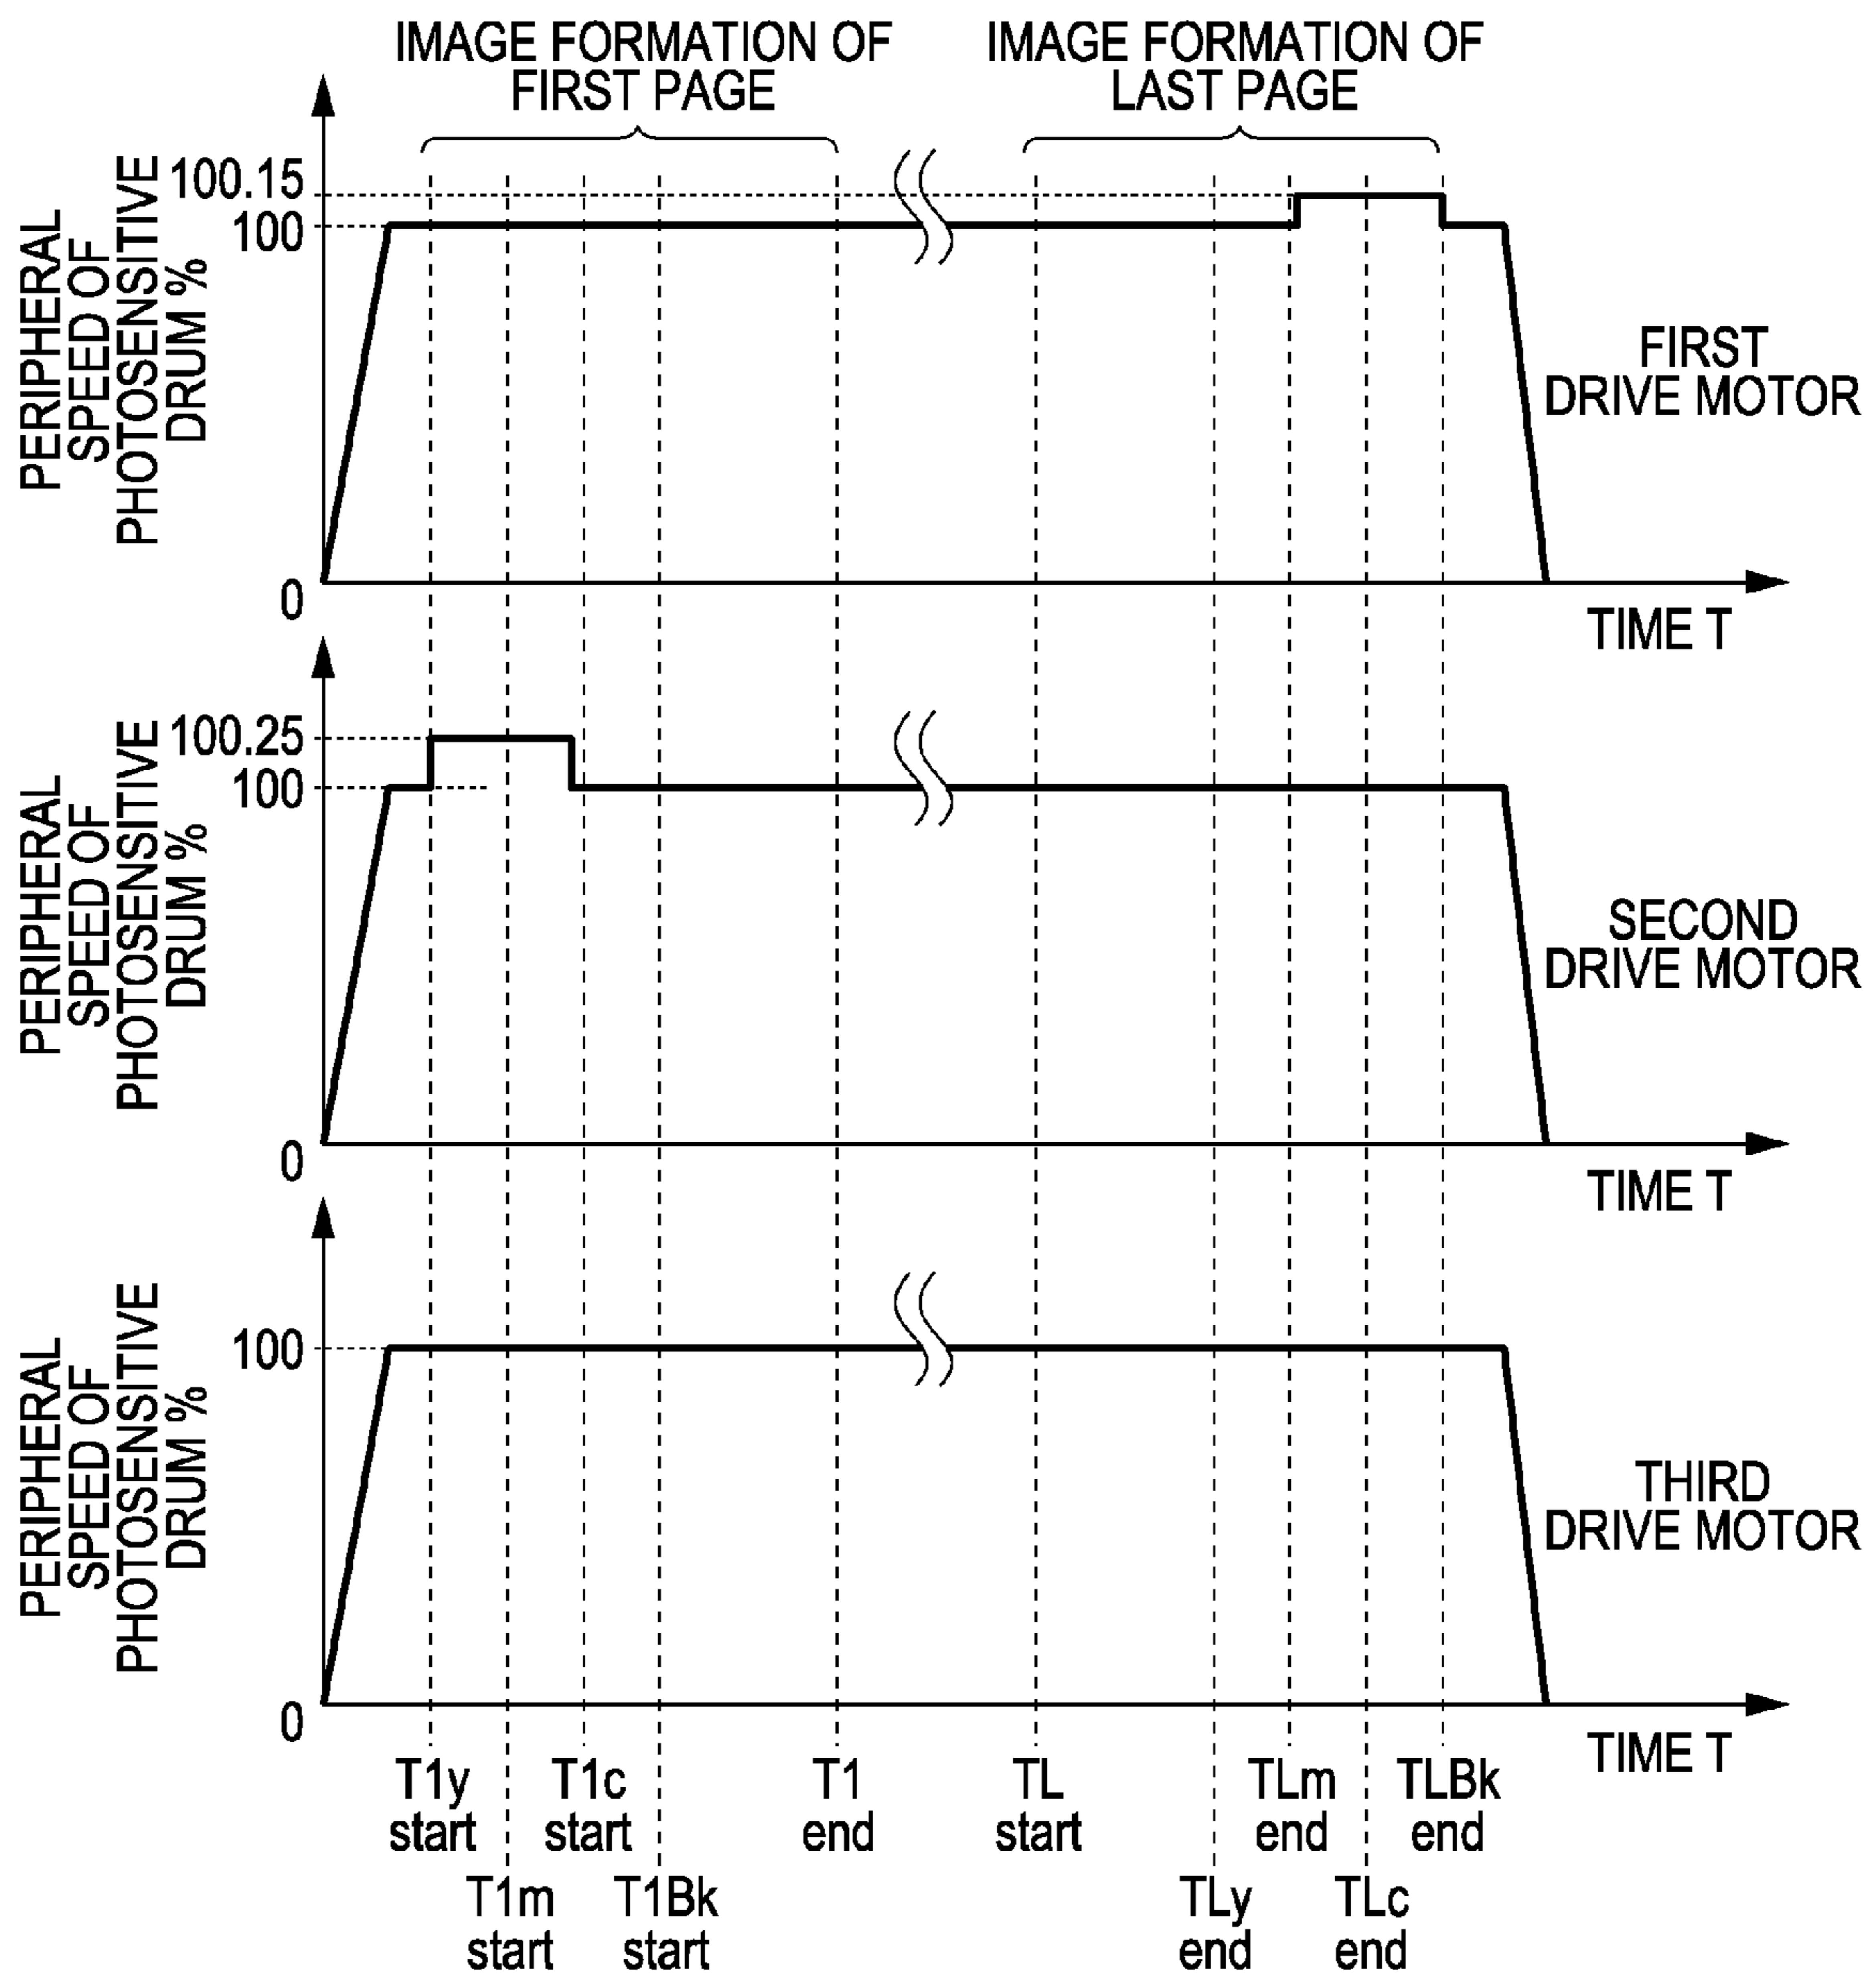 IMAGE FORMATION OF
FIRST PAGE
IMAGE FORMATION OF
LAST PAGE
PERIPHERAL
SPEED OF
PHOTOSENSITIVE
DRUM %
100.15
100
0
FIRST
DRIVE MOTOR
TIME T
PERIPHERAL
SPEED OF
PHOTOSENSITIVE
DRUM %
100.25
100
0
SECOND
DRIVE MOTOR
TIME T
PERIPHERAL
SPEED OF
PHOTOSENSITIVE
DRUM %
100
0
THIRD
DRIVE MOTOR
TIME T
T1y
start
T1m
start
T1c
start
T1Bk
start
T1
end
TL
start
TLy
end
TLm
end
TLc
end
TLBk
end